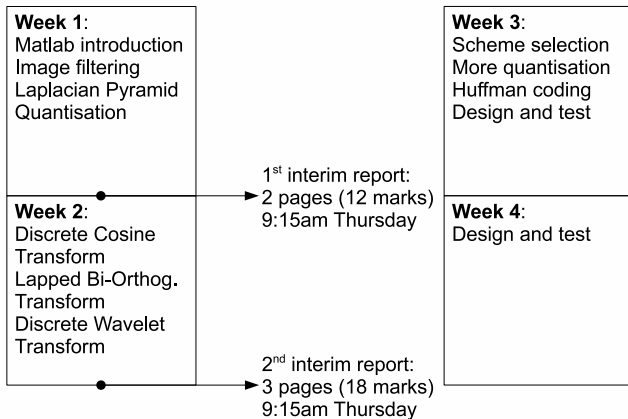 Week 1:
Matlab introduction
Image filtering
Laplacian Pyramid
Quantisation
1st interim report:
2 pages (12 marks)
9:15am Thursday
Week 2:
Discrete Cosine
Transform
Lapped Bi-Orthog.
Transform
Discrete Wavelet
Transform
2nd interim report:
3 pages (18 marks)
9:15am Thursday
Week 3:
Scheme selection
More quantisation
Huffman coding
Design and test
Week 4:
Design and test